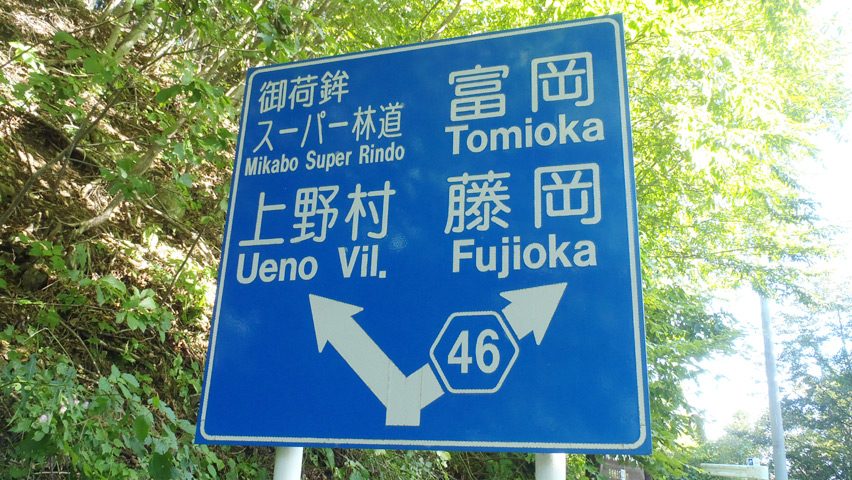 御荷鉾
スーパー林道
Mikabo Super Rindo
上野村
Ueno Vil.
富岡
Tomioka
藤岡
Fujioka
46